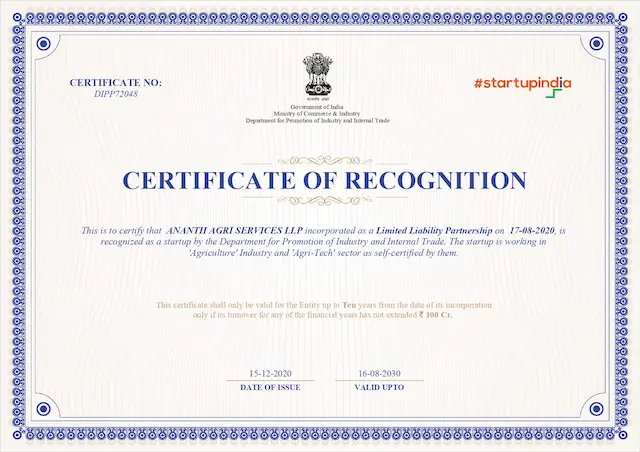 CERTIFICATE NO:
DIPP72048
#startupindia
Government of India
Ministry of Commerce & Industry
Department for Promotion of Industry and Internal Trade
CERTIFICATE OF RECOGNITION
This is to certify that ANANTH AGRI SERVICES LLP incorporated as a Limited Liability Partnership on 17-08-2020, is
recognized as a startup by the Department for Promotion of Industry and Internal Trade. The startup is working in
'Agriculture' Industry and 'Agri-Tech' sector as self-certified by them.
This certificate shall only be valid for the Entity up to Ten years from the date of its incorporation
only if its turnover for any of the financial years has not extended ₹ 100 Cr.
15-12-2020 16-08-2030
DATE OF ISSUE VALID UPTO